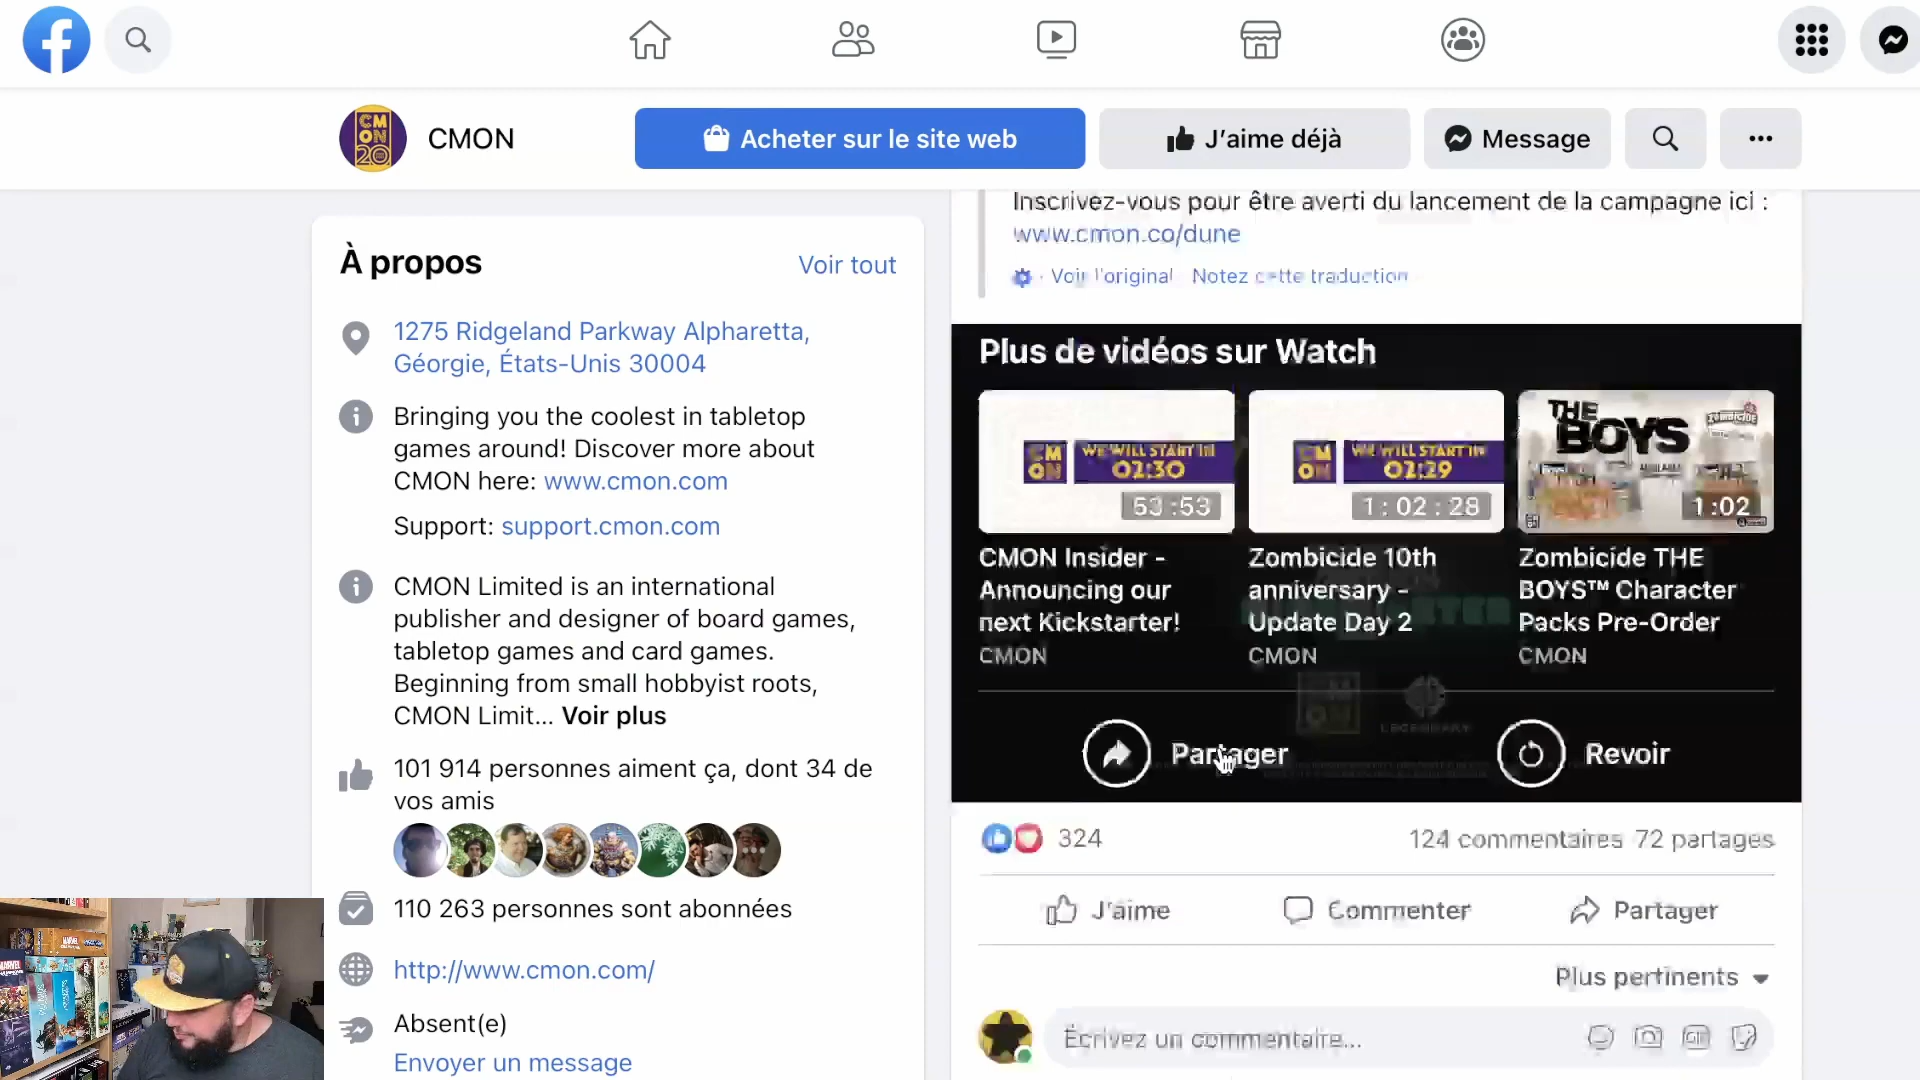 CMON
Acheter sur le site web
J'aime déjà
Message
À propos
Voir tout
1275 Ridgeland Parkway Alpharetta,
Géorgie, États-Unis 30004
Bringing you the coolest in tabletop
games around! Discover more about
CMON here: www.cmon.com
Support: support.cmon.com
CMON Limited is an international
publisher and designer of board games,
tabletop games and card games.
Beginning from small hobbyist roots,
CMON Limit... Voir plus
101 914 personnes aiment ça, dont 34 de
vos amis
110 263 personnes sont abonnées
http://www.cmon.com/
Absent(e)
Envoyer un message
Inscrivez-vous pour être averti du lancement de la campagne ici :
www.cmon.co/dune
Voir l'original · Notez cette traduction
Plus de vidéos sur Watch
CMON
WE WILL START IN
02:30
53:53
CMON
WE WILL START IN
02:29
1:02:28
THE
BOYS
Zombicide
1:02
CMON Insider -
Announcing our
next Kickstarter!
CMON
Zombicide 10th
anniversary -
Update Day 2
CMON
Zombicide THE
BOYS™ Character
Packs Pre-Order
CMON
Partager
Revoir
324
124 commentaires 72 partages
J'aime
Commenter
Partager
Plus pertinents
Écrivez un commentaire...
GIF